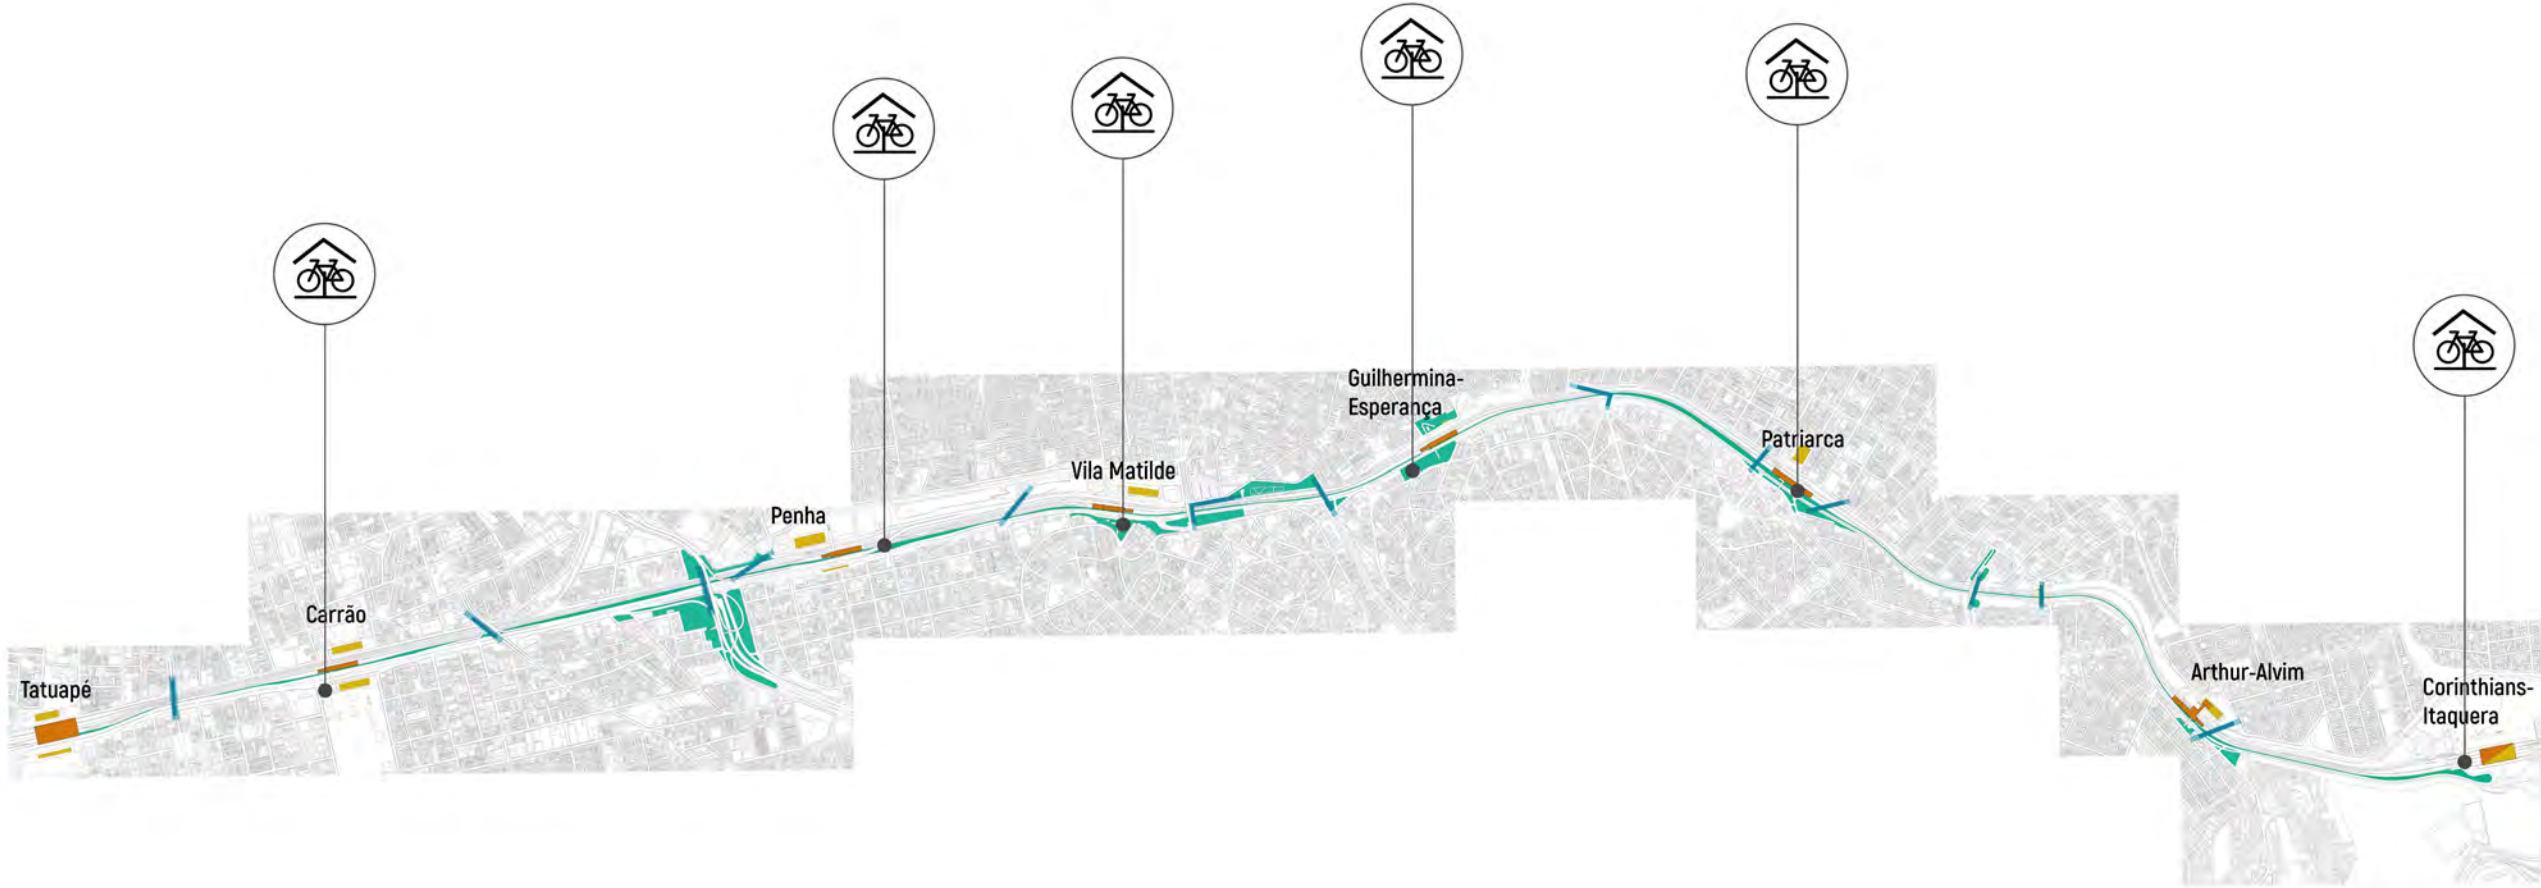 Guilhermina-
Esperança
Patriarca
Vila Matilde
Penha
Carrão
Tatuapé
Arthur-Alvim
Corinthians-
Itaquera